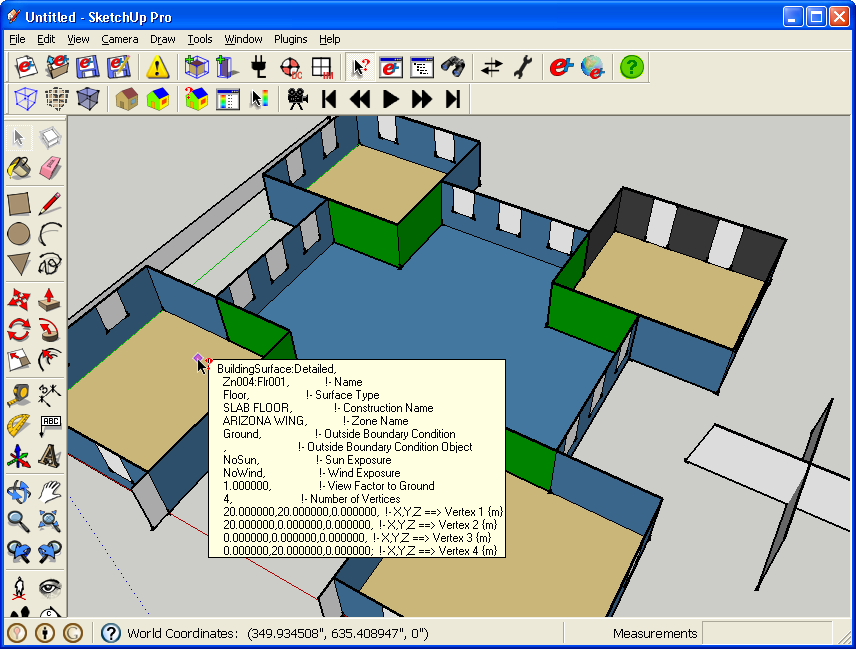 Untitled - SketchUp Pro
File Edit View Camera Draw Tools Window Plugins Help
ABC
BuildingSurface:Detailed,
Zn004:Flr001, !- Name
Floor, !- Surface Type
SLAB FLOOR, !- Construction Name
ARIZONA WING, !- Zone Name
Ground, !- Outside Boundary Condition
, !- Outside Boundary Condition Object
NoSun, !- Sun Exposure
NoWind, !- Wind Exposure
1.000000, !- View Factor to Ground
4, !- Number of Vertices
20.000000,20.000000,0.000000, !- X,Y,Z ==> Vertex 1 {m}
20.000000,0.000000,0.000000, !- X,Y,Z ==> Vertex 2 {m}
0.000000,0.000000,0.000000, !- X,Y,Z ==> Vertex 3 {m}
0.000000,20.000000,0.000000; !- X,Y,Z ==> Vertex 4 {m}
World Coordinates: (349.934508", 635.408947", 0") Measurements